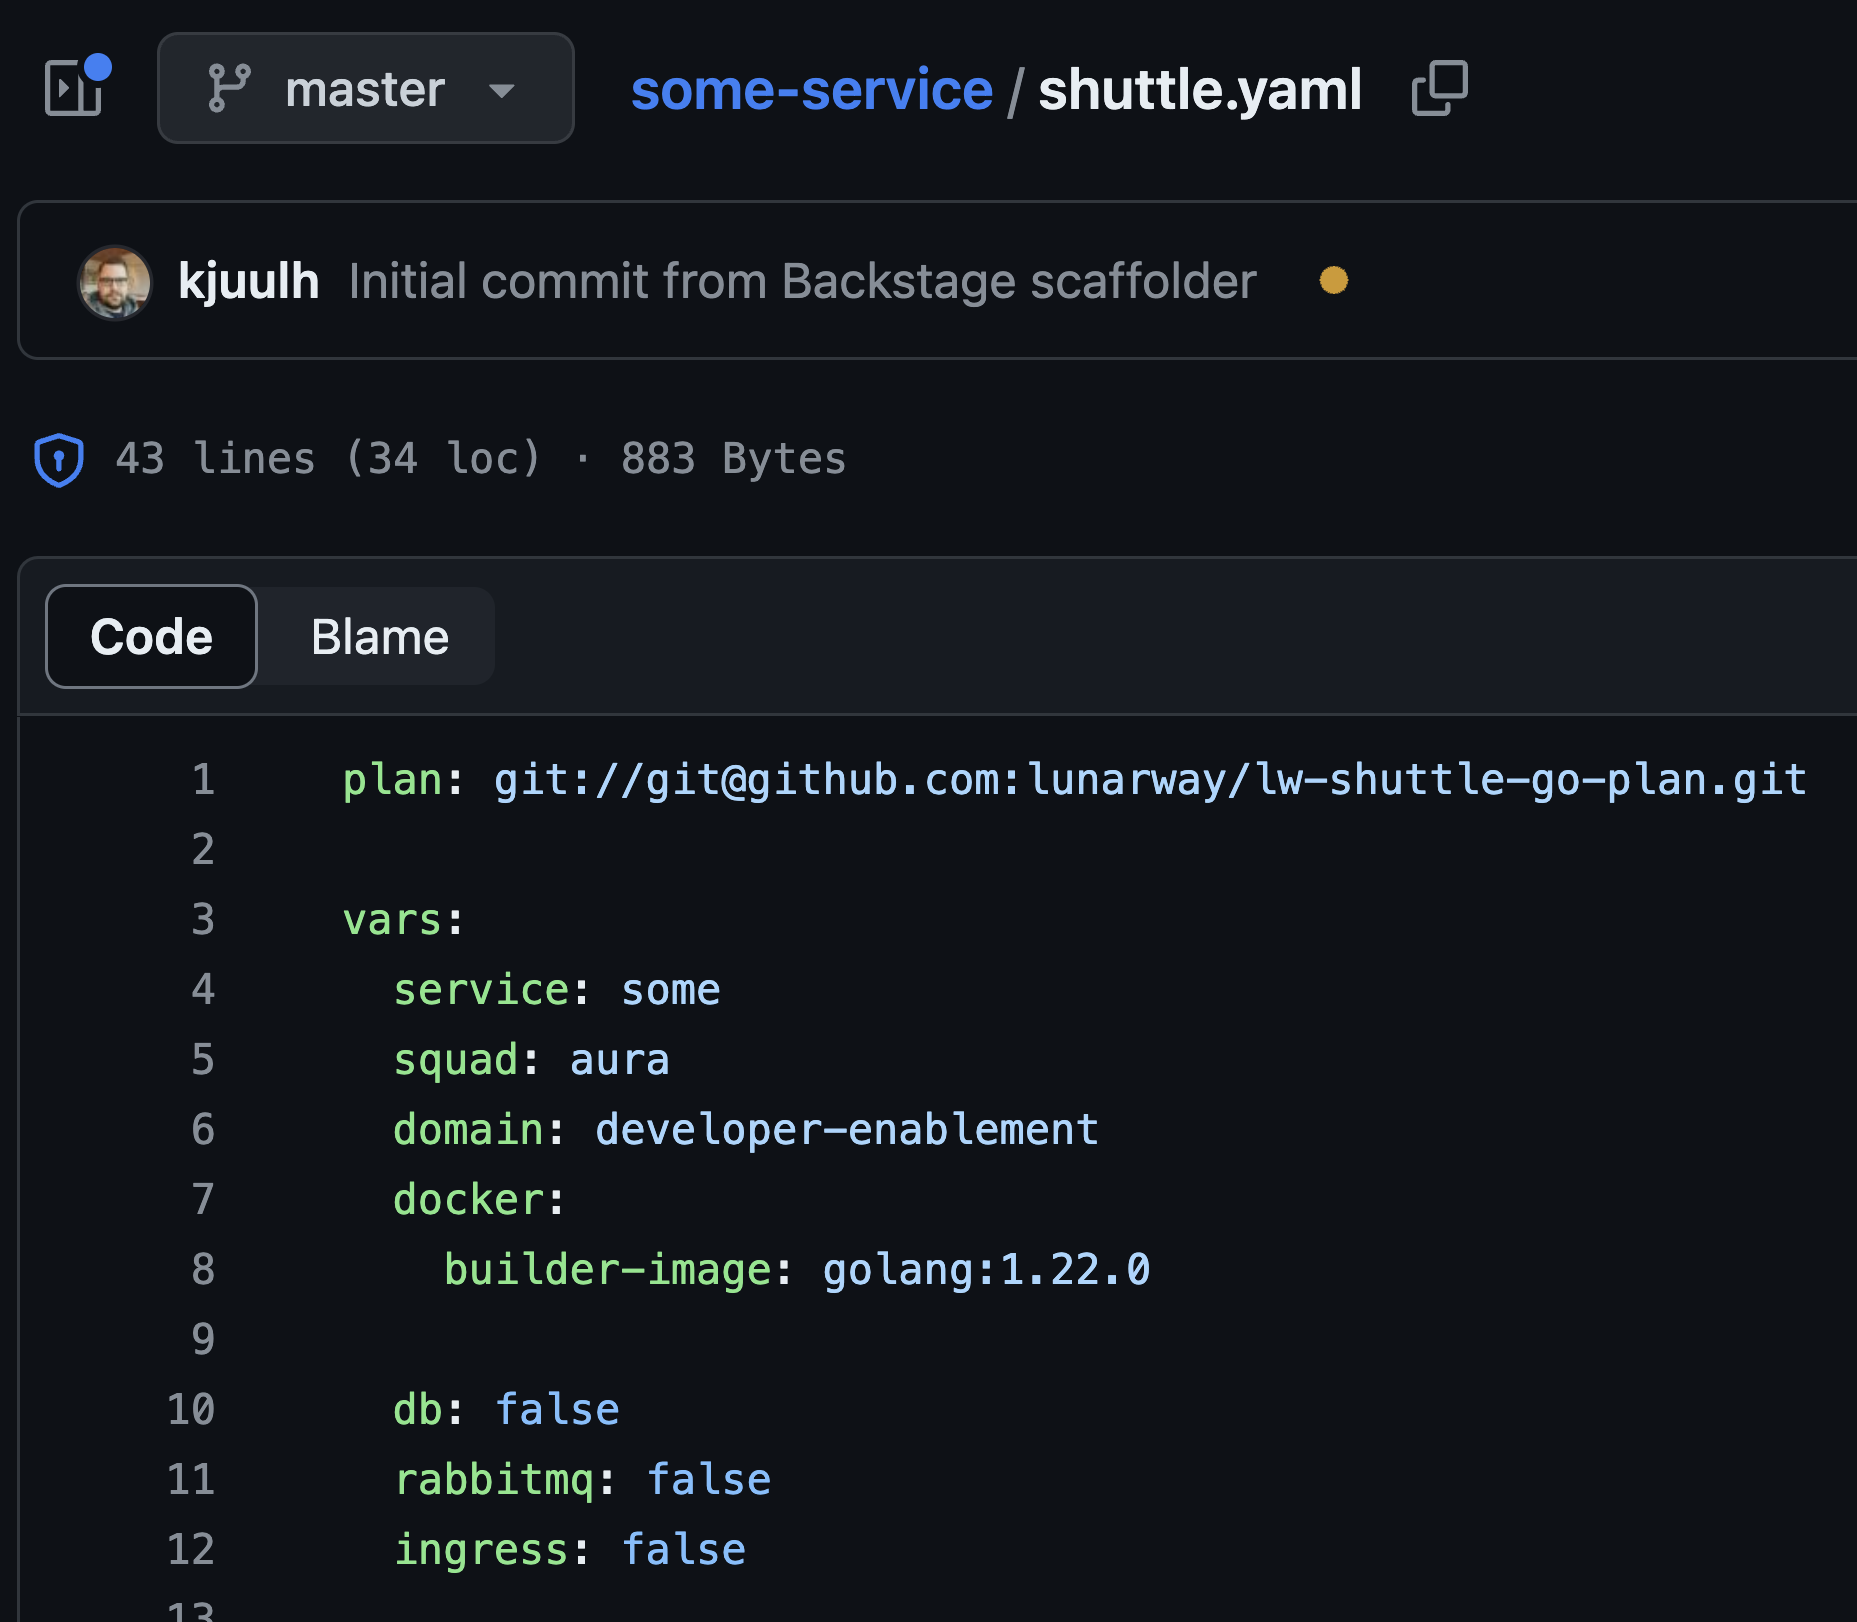 master
some-service / shuttle.yaml
kjuulh Initial commit from Backstage scaffolder
43 lines (34 loc) · 883 Bytes
Code Blame
1 plan: git://git@github.com:lunarway/lw-shuttle-go-plan.git
2
3 vars:
4   service: some
5   squad: aura
6   domain: developer-enablement
7   docker:
8     builder-image: golang:1.22.0
9
10   db: false
11   rabbitmq: false
12   ingress: false
13